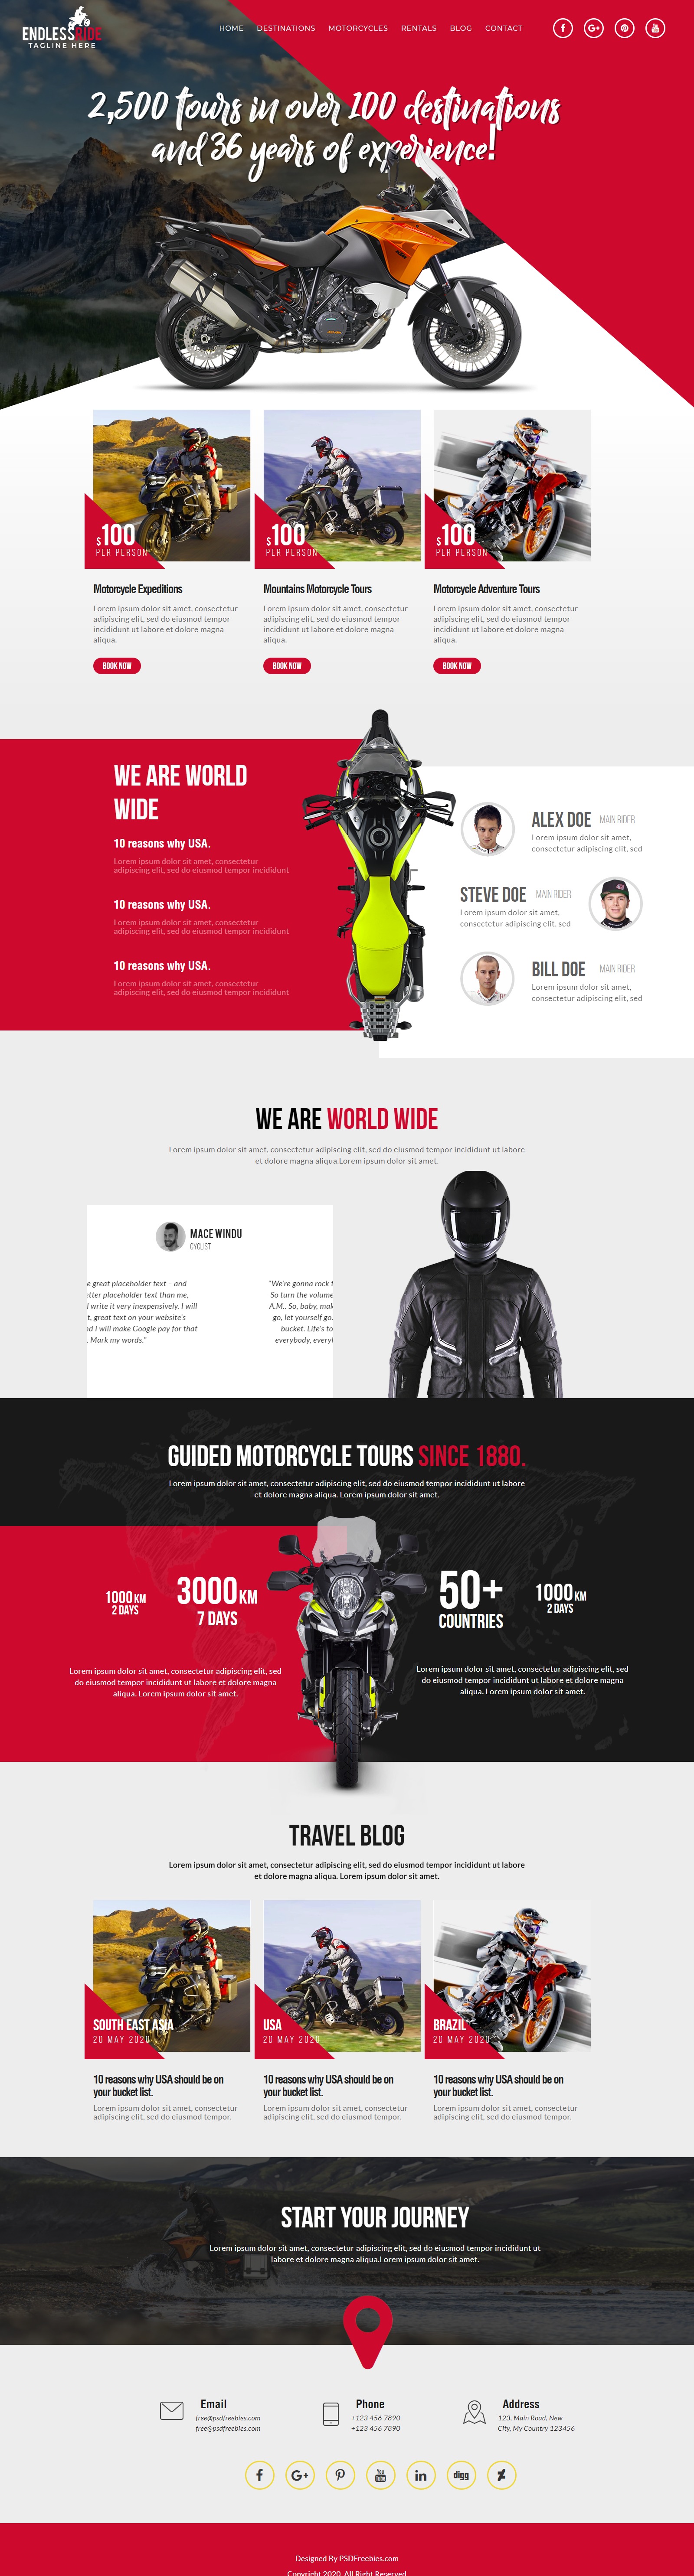 ENDLESSRIDE
TAGLINE HERE
HOME DESTINATIONS MOTORCYCLES RENTALS BLOG CONTACT
2,500 tours in over 100 destinations
and 36 years of experience!
$100
PER PERSON
$100
PER PERSON
$100
PER PERSON
Motorcycle Expeditions
Lorem ipsum dolor sit amet, consectetur
adipiscing elit, sed do eiusmod tempor
incididunt ut labore et dolore magna
aliqua.
BOOK NOW
Mountains Motorcycle Tours
Lorem ipsum dolor sit amet, consectetur
adipiscing elit, sed do eiusmod tempor
incididunt ut labore et dolore magna
aliqua.
BOOK NOW
Motorcycle Adventure Tours
Lorem ipsum dolor sit amet, consectetur
adipiscing elit, sed do eiusmod tempor
incididunt ut labore et dolore magna
aliqua.
BOOK NOW
WE ARE WORLD
WIDE
10 reasons why USA.
Lorem ipsum dolor sit amet, consectetur
adipiscing elit, sed do eiusmod tempor incididunt
10 reasons why USA.
Lorem ipsum dolor sit amet, consectetur
adipiscing elit, sed do eiusmod tempor incididunt
10 reasons why USA.
Lorem ipsum dolor sit amet, consectetur
adipiscing elit, sed do eiusmod tempor incididunt
ALEX DOE MAIN RIDER
Lorem ipsum dolor sit amet,
consectetur adipiscing elit, sed
STEVE DOE MAIN RIDER
Lorem ipsum dolor sit amet,
consectetur adipiscing elit, sed
BILL DOE MAIN RIDER
Lorem ipsum dolor sit amet,
consectetur adipiscing elit, sed
WE ARE WORLD WIDE
Lorem ipsum dolor sit amet, consectetur adipiscing elit, sed do eiusmod tempor incididunt ut labore
et dolore magna aliqua.Lorem ipsum dolor sit amet.
MACE WINDU
CYCLIST
e great placeholder text – and
etter placeholder text than me,
I write it very inexpensively. I will
t, great text on your website's
nd I will make Google pay for that
. Mark my words."
"We're gonna rock t
So turn the volume
A.M.. So, baby, mak
go, let yourself go.
bucket. Life's to
everybody, everyl
GUIDED MOTORCYCLE TOURS SINCE 1880.
Lorem ipsum dolor sit amet, consectetur adipiscing elit, sed do eiusmod tempor incididunt ut labore
et dolore magna aliqua. Lorem ipsum dolor sit amet.
1000 KM
2 DAYS
3000 KM
7 DAYS
50+
COUNTRIES
1000 KM
2 DAYS
Lorem ipsum dolor sit amet, consectetur adipiscing elit, sed
do eiusmod tempor incididunt ut labore et dolore magna
aliqua. Lorem ipsum dolor sit amet.
Lorem ipsum dolor sit amet, consectetur adipiscing elit, sed
do eiusmod tempor incididunt ut labore et dolore magna
aliqua. Lorem ipsum dolor sit amet.
TRAVEL BLOG
Lorem ipsum dolor sit amet, consectetur adipiscing elit, sed do eiusmod tempor incididunt ut labore
et dolore magna aliqua. Lorem ipsum dolor sit amet.
SOUTH EAST ASIA
20 MAY 2020
USA
20 MAY 2020
BRAZIL
20 MAY 2020
10 reasons why USA should be on
your bucket list.
Lorem ipsum dolor sit amet, consectetur
adipiscing elit, sed do eiusmod tempor.
10 reasons why USA should be on
your bucket list.
Lorem ipsum dolor sit amet, consectetur
adipiscing elit, sed do eiusmod tempor.
10 reasons why USA should be on
your bucket list.
Lorem ipsum dolor sit amet, consectetur
adipiscing elit, sed do eiusmod tempor.
START YOUR JOURNEY
Lorem ipsum dolor sit amet, consectetur adipiscing elit, sed do eiusmod tempor incididunt ut
labore et dolore magna aliqua.Lorem ipsum dolor sit amet.
Email
free@psdfreebies.com
free@psdfreebies.com
Phone
+123 456 7890
+123 456 7890
Address
123, Main Road, New
City, My Country 123456
digg
Designed By PSDFreebies.com
Copyright 2020. All Right Reserved